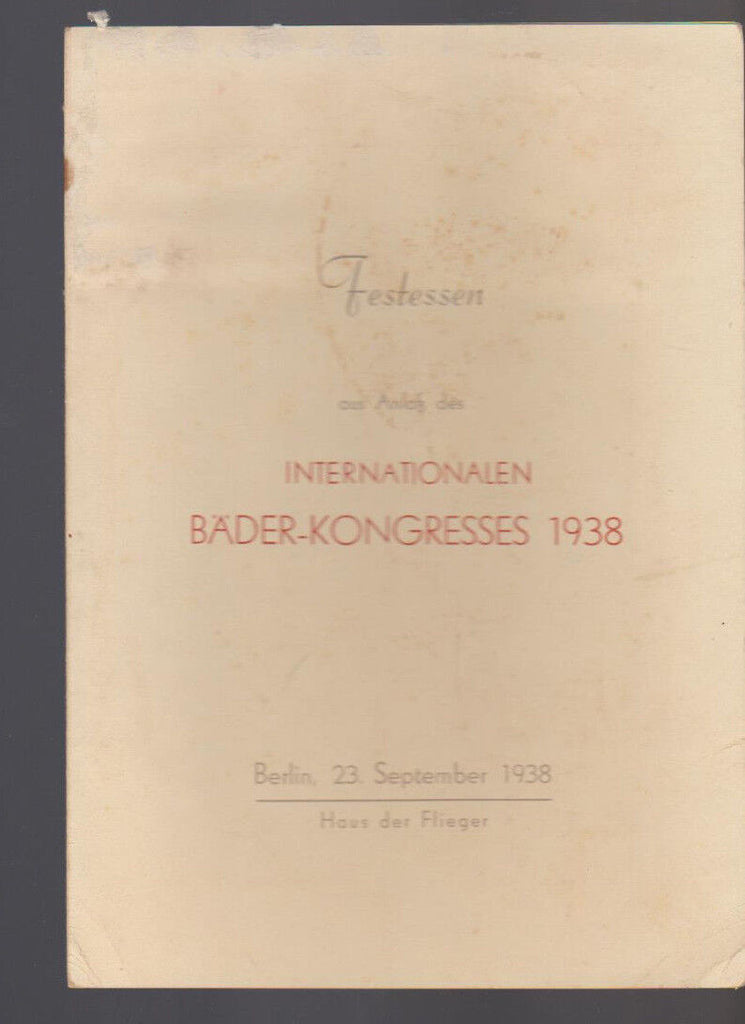 Festessen
aus Anlaß des
INTERNATIONALEN
BÄDER-KONGRESSES 1938
Berlin, 23. September 1938
Haus der Flieger